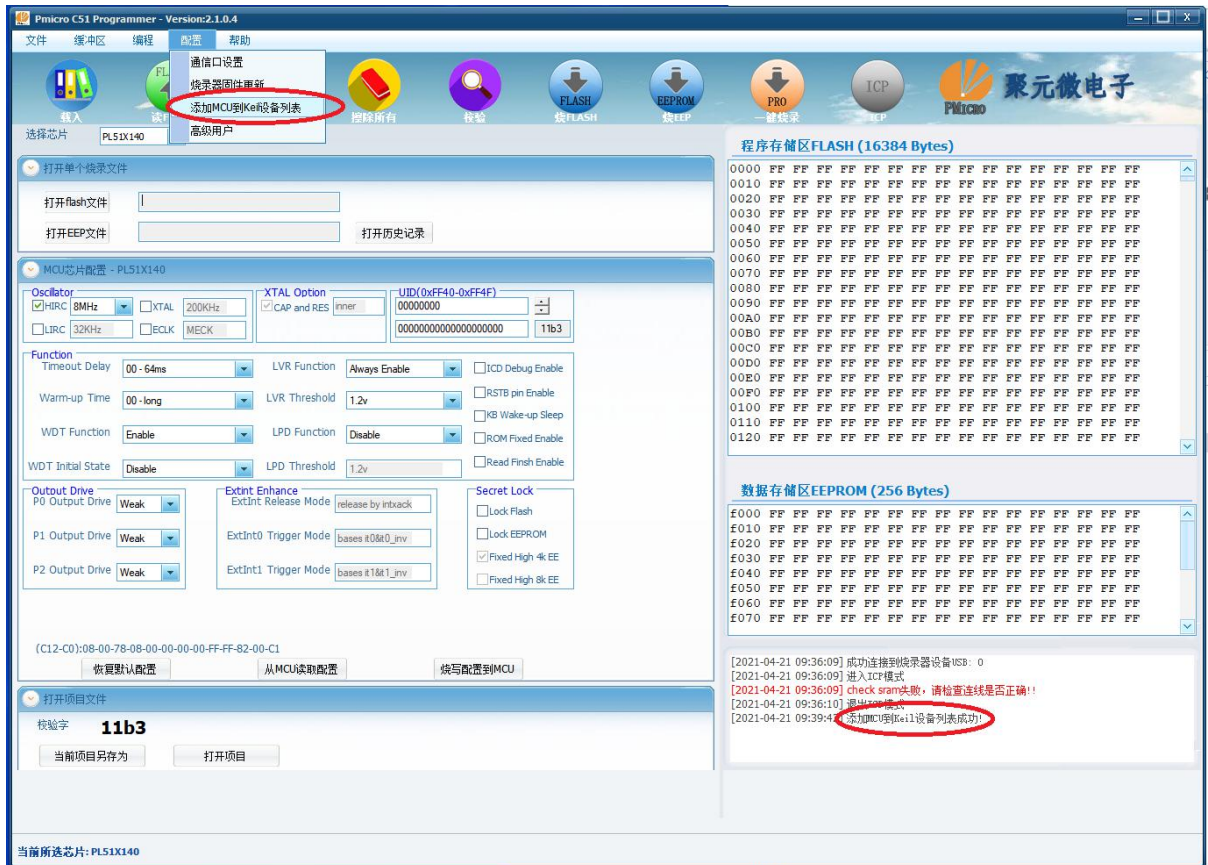 Pmicro C51 Programmer - Version:2.1.0.4
文件 缓冲区 编程 配置 帮助
通信口设置
烧录器固件更新
添加MCU到Keil设备列表
高级用户
载入 擦除所有 校验 FLASH 烧FLASH EEPROM 烧EEP PRO 一键烧录 ICP ICP
PMICRO 聚元微电子
选择芯片 PL51X140
打开单个烧录文件
打开flash文件
打开EEP文件 打开历史记录
MCU芯片配置 - PL51X140
Oscillator XTAL Option UID(0xFF40-0xFF4F)
HIRC 8MHz XTAL 200KHz CAP and RES inner 00000000
LIRC 32KHz ECLK MECK 00000000000000000000 11b3
Function
Timeout Delay 00 - 64ms LVR Function Always Enable ICD Debug Enable
Warm-up Time 00 - long LVR Threshold 1.2v RSTB pin Enable
KB Wake-up Sleep
WDT Function Enable LPD Function Disable ROM Fixed Enable
WDT Initial State Disable LPD Threshold 1.2v Read Finsh Enable
Output Drive Extint Enhance Secret Lock
P0 Output Drive Weak ExtInt Release Mode release by intxack Lock Flash
P1 Output Drive Weak ExtInt0 Trigger Mode bases it0&it0_inv Lock EEPROM
Fixed High 4k EE
P2 Output Drive Weak ExtInt1 Trigger Mode bases it1&it1_inv Fixed High 8k EE
(C12-C0):08-00-78-08-00-00-00-00-FF-FF-82-00-C1
恢复默认配置 从MCU读取配置 烧写配置到MCU
打开项目文件
校验字 11b3
当前项目另存为 打开项目
程序存储区FLASH (16384 Bytes)
0000 FF FF FF FF FF FF FF FF FF FF FF FF FF FF FF FF
0010 FF FF FF FF FF FF FF FF FF FF FF FF FF FF FF FF
0020 FF FF FF FF FF FF FF FF FF FF FF FF FF FF FF FF
0030 FF FF FF FF FF FF FF FF FF FF FF FF FF FF FF FF
0040 FF FF FF FF FF FF FF FF FF FF FF FF FF FF FF FF
0050 FF FF FF FF FF FF FF FF FF FF FF FF FF FF FF FF
0060 FF FF FF FF FF FF FF FF FF FF FF FF FF FF FF FF
0070 FF FF FF FF FF FF FF FF FF FF FF FF FF FF FF FF
0080 FF FF FF FF FF FF FF FF FF FF FF FF FF FF FF FF
0090 FF FF FF FF FF FF FF FF FF FF FF FF FF FF FF FF
00A0 FF FF FF FF FF FF FF FF FF FF FF FF FF FF FF FF
00B0 FF FF FF FF FF FF FF FF FF FF FF FF FF FF FF FF
00C0 FF FF FF FF FF FF FF FF FF FF FF FF FF FF FF FF
00D0 FF FF FF FF FF FF FF FF FF FF FF FF FF FF FF FF
00E0 FF FF FF FF FF FF FF FF FF FF FF FF FF FF FF FF
00F0 FF FF FF FF FF FF FF FF FF FF FF FF FF FF FF FF
0100 FF FF FF FF FF FF FF FF FF FF FF FF FF FF FF FF
0110 FF FF FF FF FF FF FF FF FF FF FF FF FF FF FF FF
0120 FF FF FF FF FF FF FF FF FF FF FF FF FF FF FF FF
数据存储区EEPROM (256 Bytes)
f000 FF FF FF FF FF FF FF FF FF FF FF FF FF FF FF FF
f010 FF FF FF FF FF FF FF FF FF FF FF FF FF FF FF FF
f020 FF FF FF FF FF FF FF FF FF FF FF FF FF FF FF FF
f030 FF FF FF FF FF FF FF FF FF FF FF FF FF FF FF FF
f040 FF FF FF FF FF FF FF FF FF FF FF FF FF FF FF FF
f050 FF FF FF FF FF FF FF FF FF FF FF FF FF FF FF FF
f060 FF FF FF FF FF FF FF FF FF FF FF FF FF FF FF FF
f070 FF FF FF FF FF FF FF FF FF FF FF FF FF FF FF FF
[2021-04-21 09:36:09] 成功连接到烧录器设备USB: 0
[2021-04-21 09:36:09] 进入ICP模式
[2021-04-21 09:36:09] check sram失败，请检查连线是否正确!!
[2021-04-21 09:36:10] 退出ICP模式
[2021-04-21 09:39:4 添加MCU到Keil设备列表成功!
当前所选芯片: PL51X140